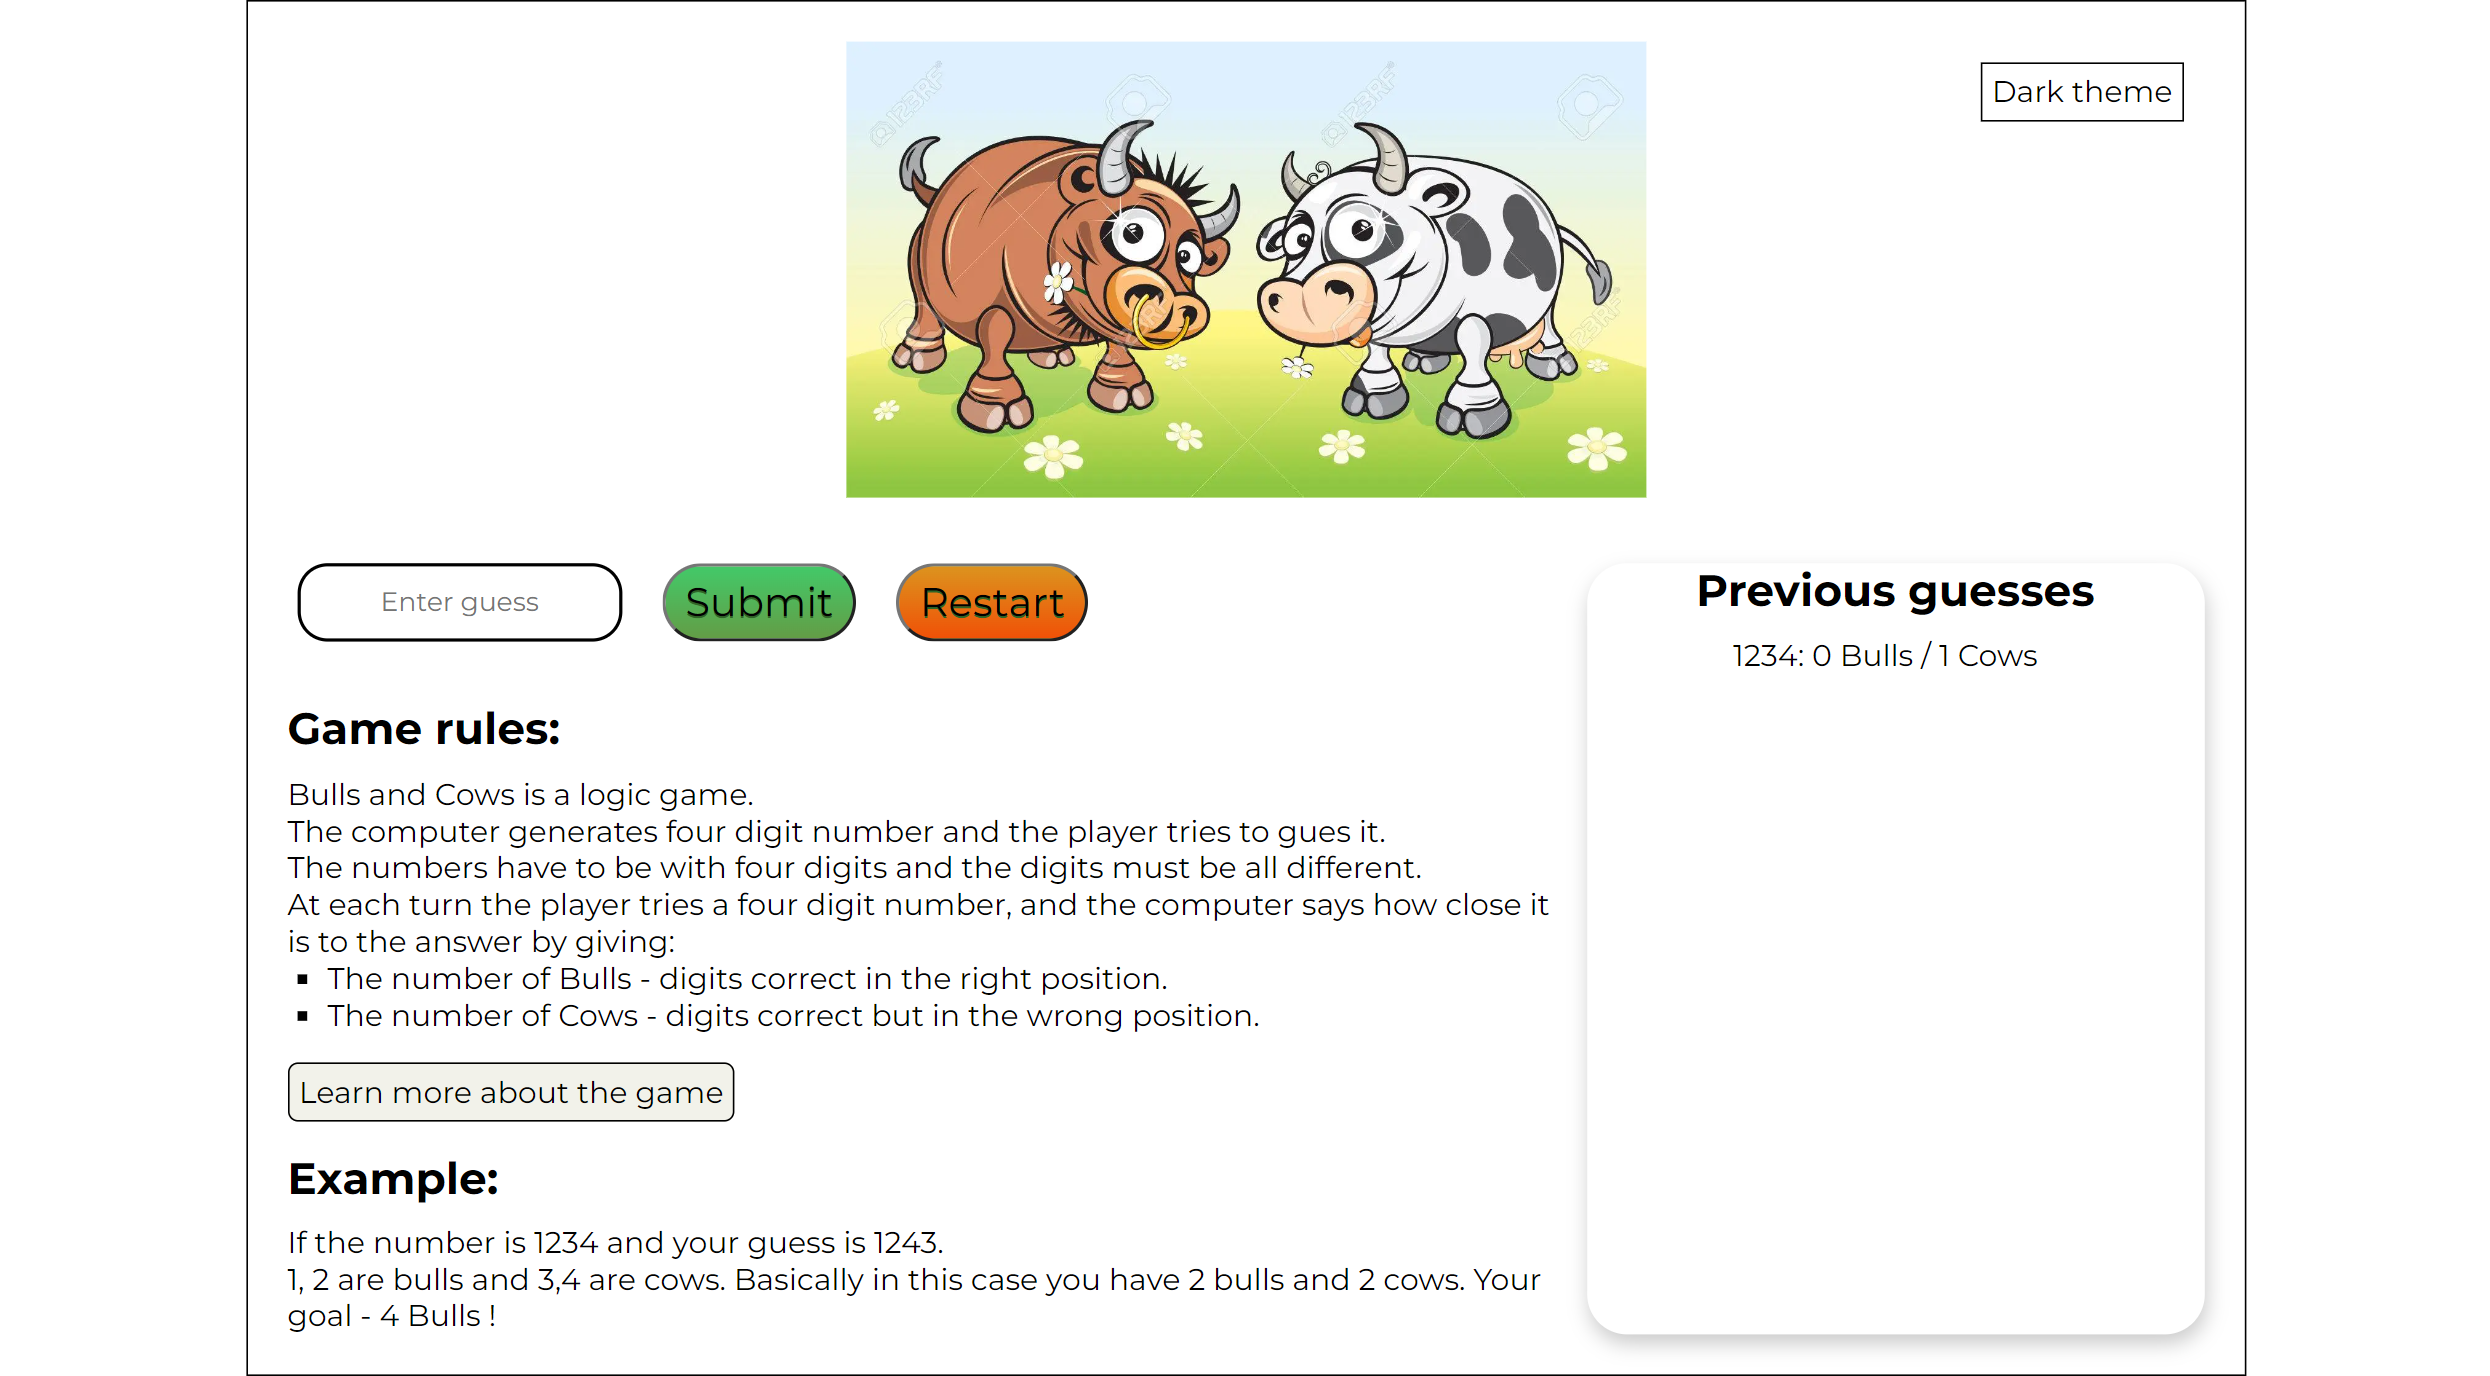 123RF
123RF
Dark theme
123RF
123RF
Enter guess
Submit
Restart
Previous guesses
1234: 0 Bulls / 1 Cows
Game rules:
Bulls and Cows is a logic game.
The computer generates four digit number and the player tries to gues it.
The numbers have to be with four digits and the digits must be all different.
At each turn the player tries a four digit number, and the computer says how close it
is to the answer by giving:
▪ The number of Bulls - digits correct in the right position.
▪ The number of Cows - digits correct but in the wrong position.
Learn more about the game
Example:
If the number is 1234 and your guess is 1243.
1, 2 are bulls and 3,4 are cows. Basically in this case you have 2 bulls and 2 cows. Your
goal - 4 Bulls !